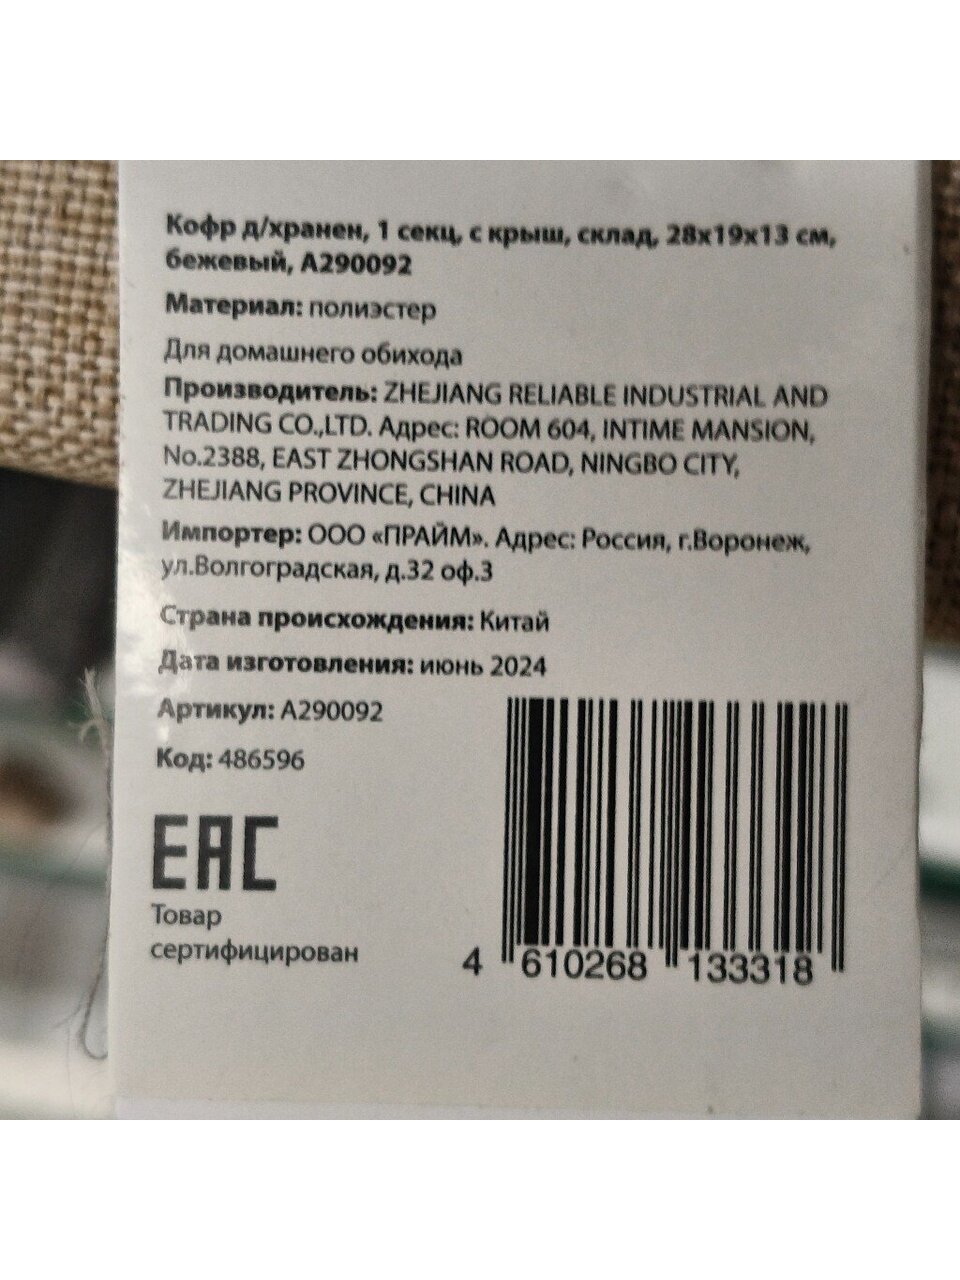 Кофр д/хранен, 1 секц, с крыш, склад, 28x19x13 см,
бежевый, A290092
Материал: полиэстер
Для домашнего обихода
Производитель: ZHEJIANG RELIABLE INDUSTRIAL AND
TRADING CO.,LTD. Адрес: ROOM 604, INTIME MANSION,
No.2388, EAST ZHONGSHAN ROAD, NINGBO CITY,
ZHEJIANG PROVINCE, CHINA
Импортер: ООО «ПРАЙМ». Адрес: Россия, г.Воронеж,
ул.Волгоградская, д.32 оф.3
Страна происхождения: Китай
Дата изготовления: июнь 2024
Артикул: A290092
Код: 486596
EAC
Товар
сертифицирован
4 610268 133318